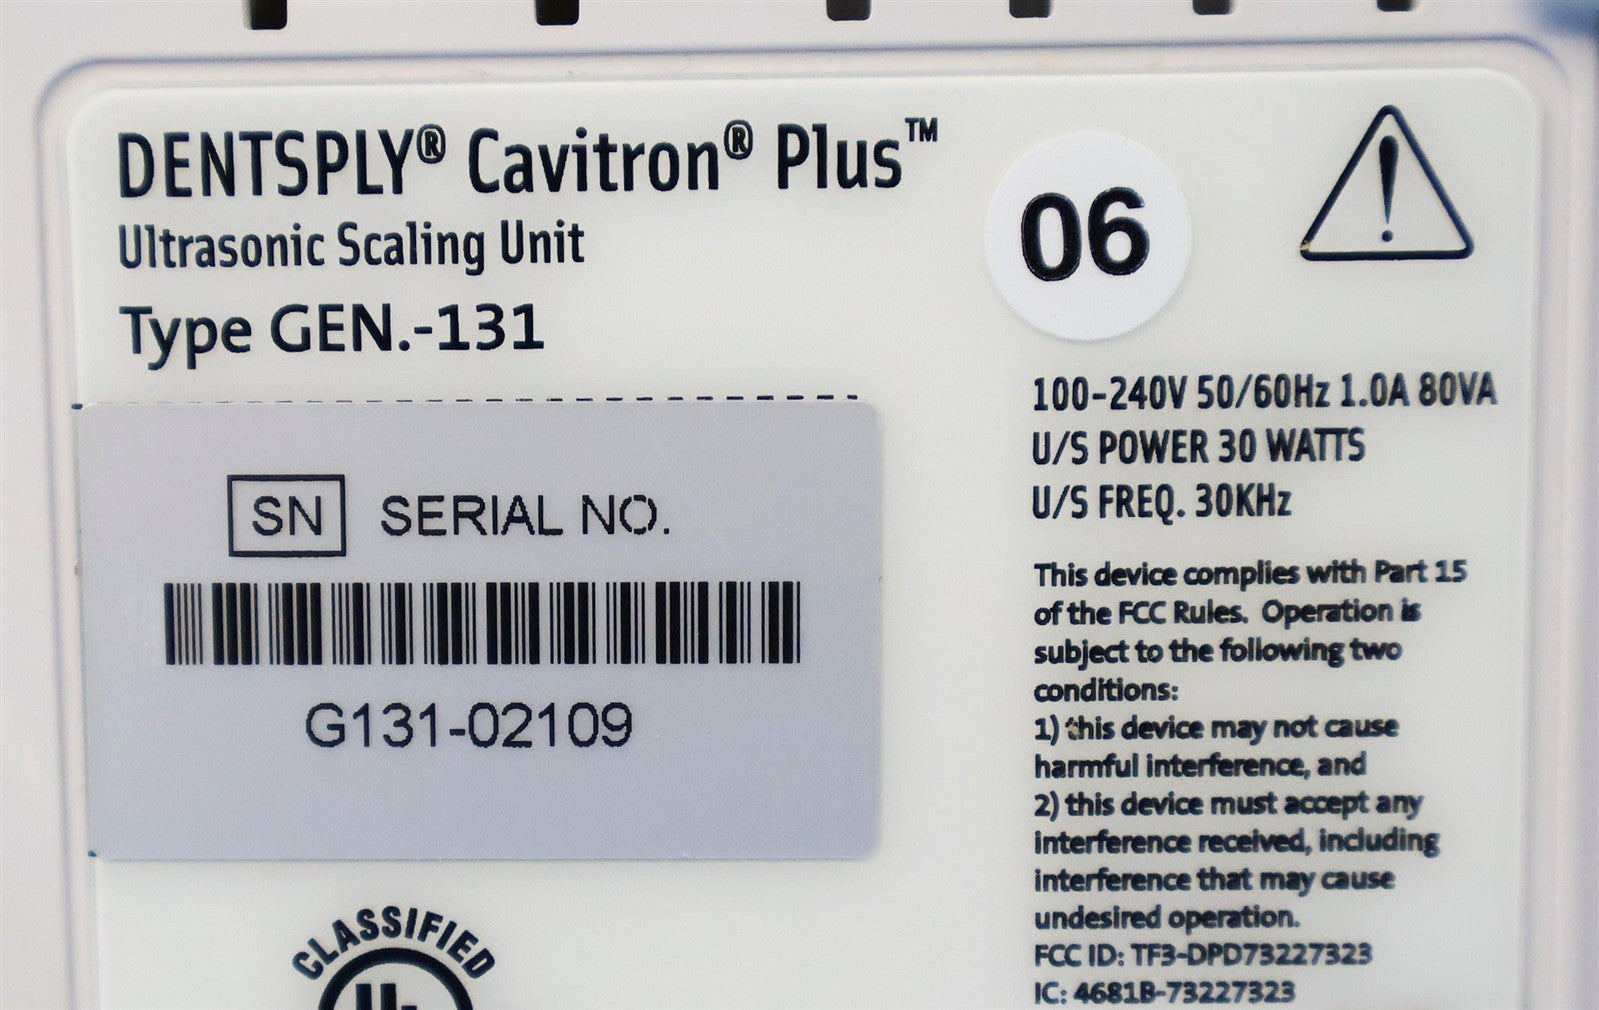 DENTSPLY® Cavitron® Plus™
Ultrasonic Scaling Unit
Type GEN.-131
06
SN SERIAL NO.
G131-02109
100-240V 50/60Hz 1.0A 80VA
U/S POWER 30 WATTS
U/S FREQ. 30KHz
This device complies with Part 15
of the FCC Rules. Operation is
subject to the following two
conditions:
1) this device may not cause
harmful interference, and
2) this device must accept any
interference received, including
interference that may cause
undesired operation.
FCC ID: TF3-DPD73227323
IC: 4681B-73227323
CLASSIFIED
UL